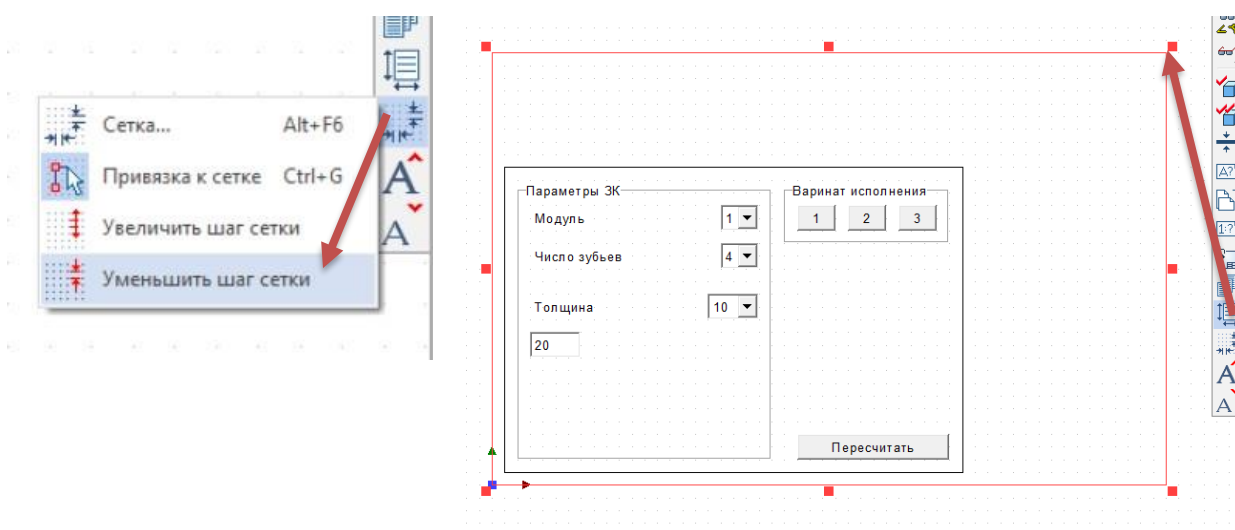 Сетка... Alt+F6
Привязка к сетке Ctrl+G
Увеличить шаг сетки
Уменьшить шаг сетки
A
A
Параметры ЗК
Модуль 1
Число зубьев 4
Толщина 10
20
Варинат исполнения
1 2 3
Пересчитать
A?
1:?
A
A